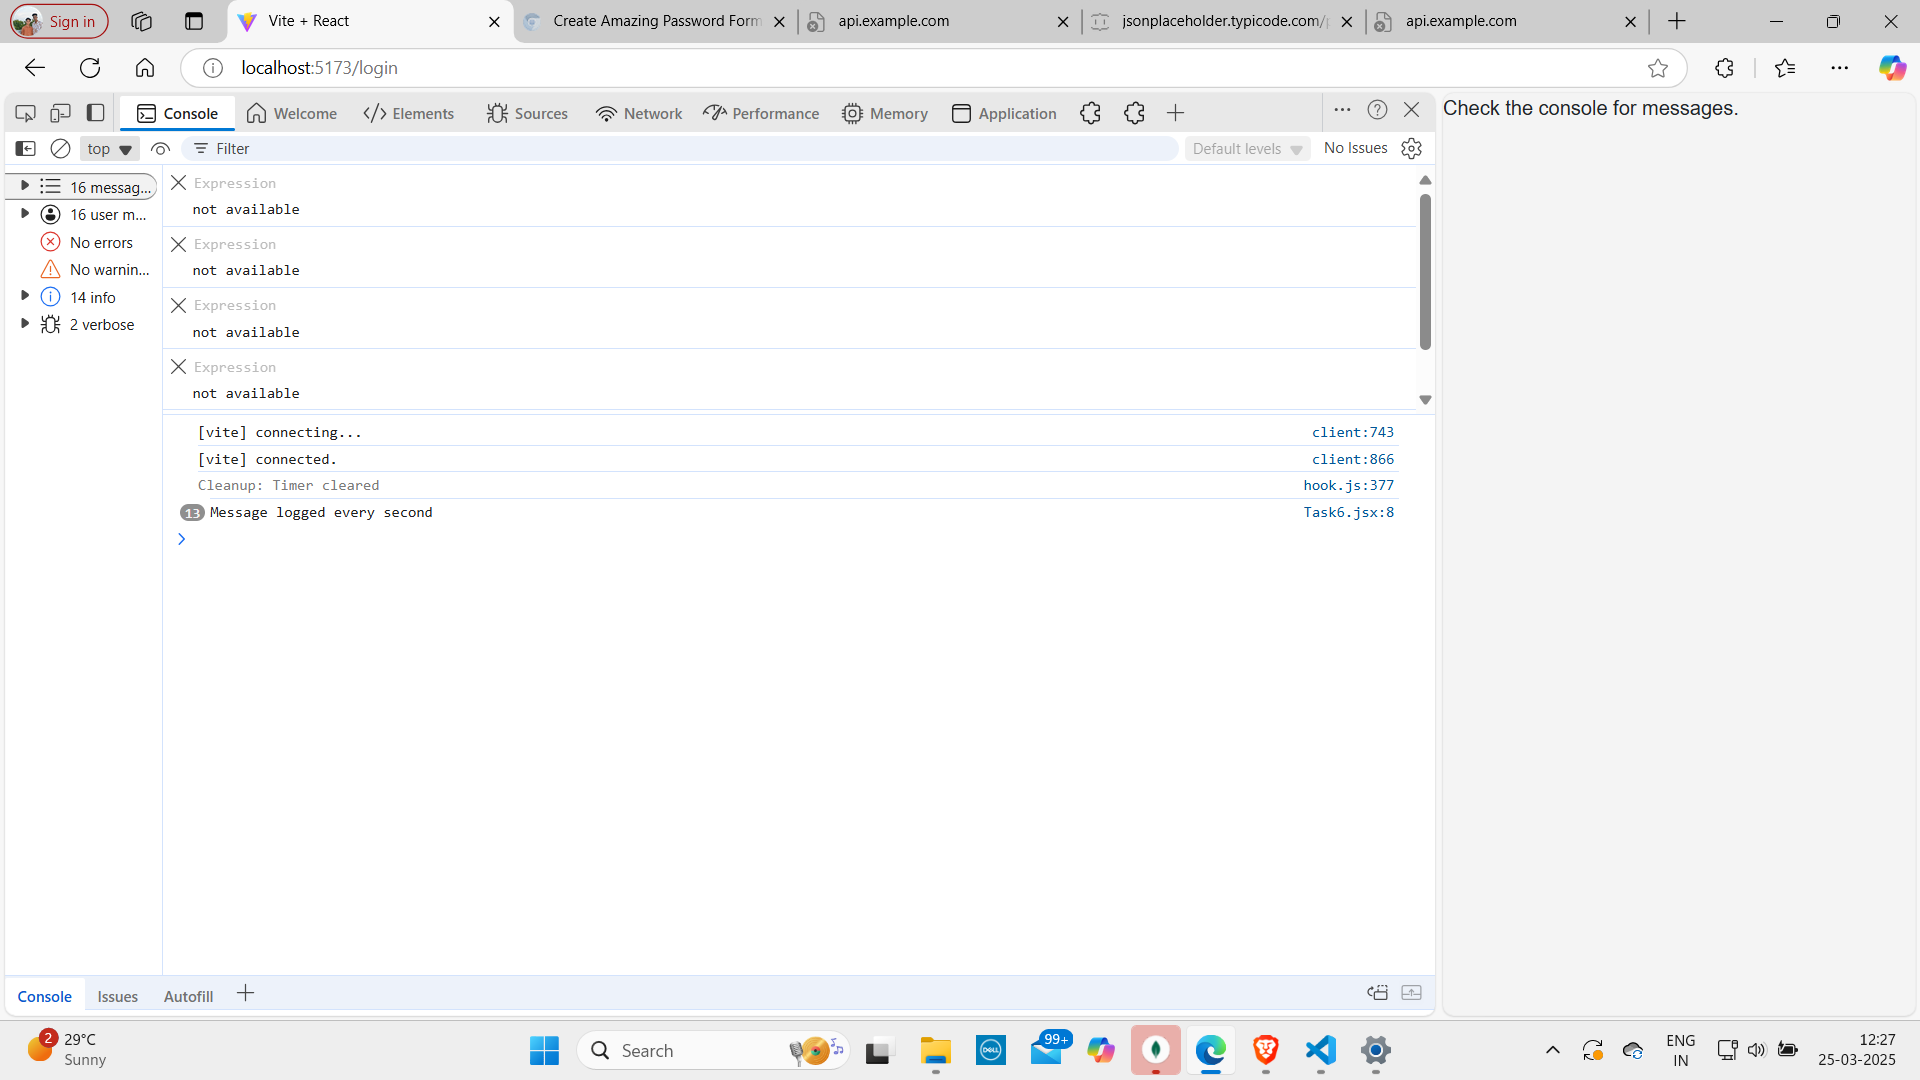 Sign in
Vite + React
Create Amazing Password Form
api.example.com
jsonplaceholder.typicode.com/
api.example.com
localhost:5173/login
Console
Welcome
Elements
Sources
Network
Performance
Memory
Application
Check the console for messages.
top
Filter
Default levels
No Issues
16 messag...
16 user m...
No errors
No warnin...
14 info
2 verbose
Expression
not available
Expression
not available
Expression
not available
Expression
not available
[vite] connecting... client:743
[vite] connected. client:866
Cleanup: Timer cleared hook.js:377
13 Message logged every second Task6.jsx:8
Console
Issues
Autofill
2
29°C
Sunny
Search
DELL
99+
ENG
IN
12:27
25-03-2025